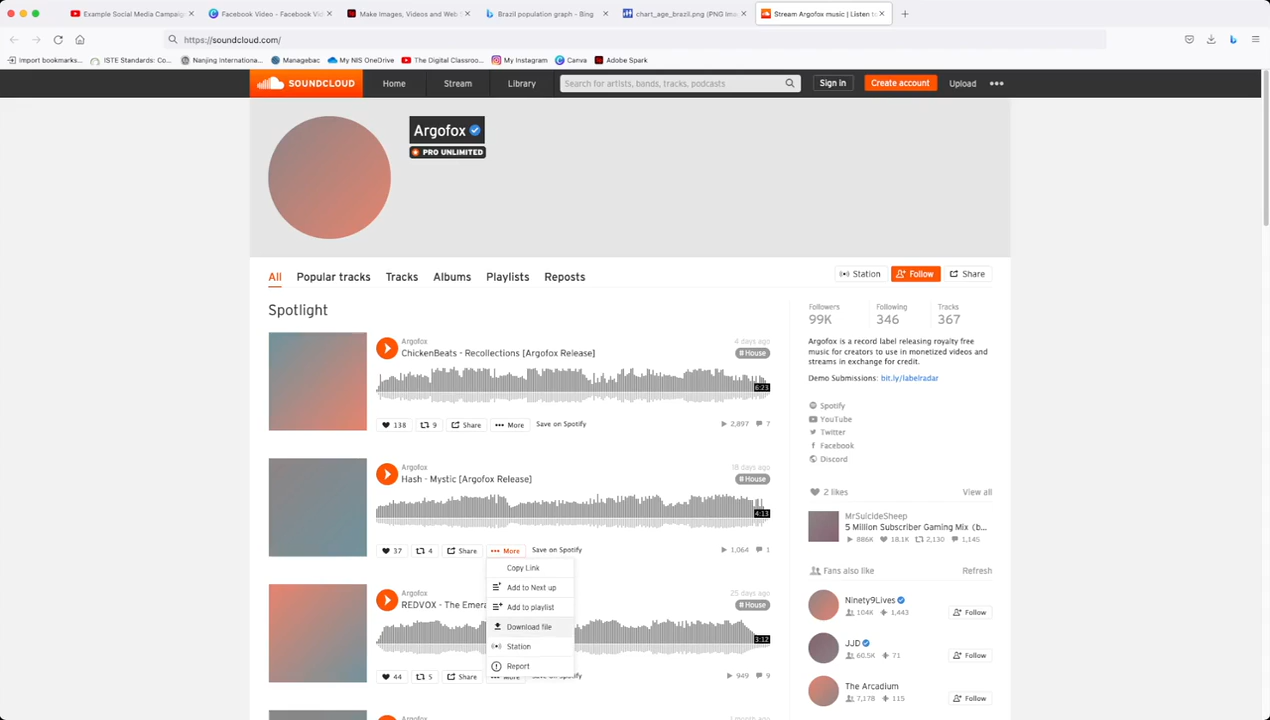 Example Social Media Campaig
Facebook Video - Facebook Vi
Make Images, Videos and Web S
Brazil population graph - Bing
chart_age_brazil.png (PNG Ima
Stream Argofox music | Listen to
https://soundcloud.com/
Import bookmarks...
ISTE Standards: Co...
Nanjing Internationa...
Managebac
My NIS OneDrive
The Digital Classroo...
My Instagram
Canva
Adobe Spark
SOUNDCLOUD
Home
Stream
Library
Search for artists, bands, tracks, podcasts
Sign in
Create account
Upload
Argofox
PRO UNLIMITED
All
Popular tracks
Tracks
Albums
Playlists
Reposts
Station
Follow
Share
Spotlight
Argofox
4 days ago
ChickenBeats - Recollections [Argofox Release]
# House
6:23
138
9
Share
More
Save on Spotify
2,897
7
Argofox
18 days ago
Hash - Mystic [Argofox Release]
# House
4:13
37
4
Share
More
Save on Spotify
1,064
1
Copy Link
Add to Next up
Add to playlist
Download file
Station
Report
Argofox
25 days ago
REDVOX - The Emera
# House
3:12
44
5
Share
More
Save on Spotify
949
9
Argofox
1 month ago
Followers
99K
Following
346
Tracks
367
Argofox is a record label releasing royalty free
music for creators to use in monetized videos and
streams in exchange for credit.
Demo Submissions: bit.ly/labelradar
Spotify
YouTube
Twitter
Facebook
Discord
2 likes
View all
MrSuicideSheep
5 Million Subscriber Gaming Mix (b...
886K
18.1K
2,130
1,145
Fans also like
Refresh
Ninety9Lives
104K
1,443
Follow
JJD
60.5K
71
Follow
The Arcadium
7,178
115
Follow